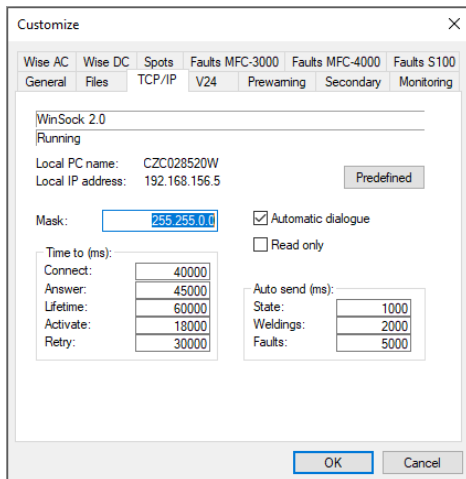 Customize
Wise AC Wise DC Spots Faults MFC-3000 Faults MFC-4000 Faults S100
General Files TCP/IP V24 Prewarning Secondary Monitoring
WinSock 2.0
Running
Local PC name: CZC028520W
Local IP address: 192.168.156.5
Predefined
Mask: 255.255.0.0
Automatic dialogue
Read only
Time to (ms):
Connect: 40000
Answer: 45000
Lifetime: 60000
Activate: 18000
Retry: 30000
Auto send (ms):
State: 1000
Weldings: 2000
Faults: 5000
OK Cancel